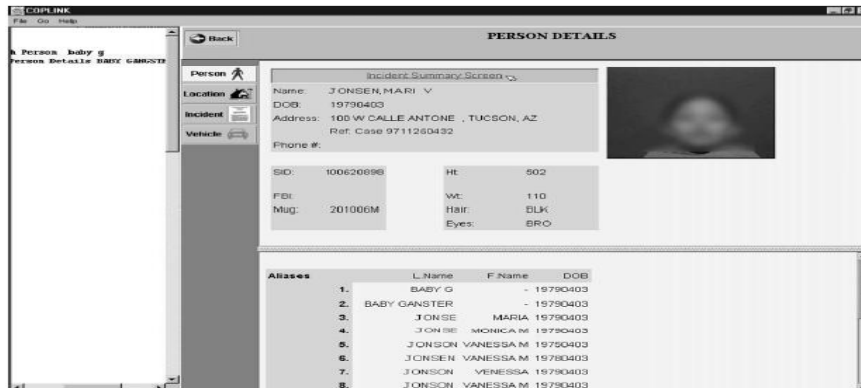 COPLINK
File Go Help
h Person baby g
Person Details BABY GANGSTE
Back
PERSON DETAILS
Person
Location
Incident
Vehicle
Incident Summary Screen
Name: JONSEN, MARI V
DOB: 19790403
Address: 100 W CALLE ANTONE , TUCSON, AZ
Ref. Case 9711260432
Phone #:
SID: 100620898 Ht: 502
FBI: Wt: 110
Mug: 201006M Hair: BLK
Eyes: BRO
Aliases L.Name F.Name DOB
1. BABY G - 19790403
2. BABY GANSTER - 19790403
3. JONSE MARIA 19790403
4. JONSE MONICA M 19790403
5. JONSON VANESSA M 19750403
6. JONSEN VANESSA M 19780403
7. JONSON VENESSA 19790403
8. JONSON VANESSA M 19790403